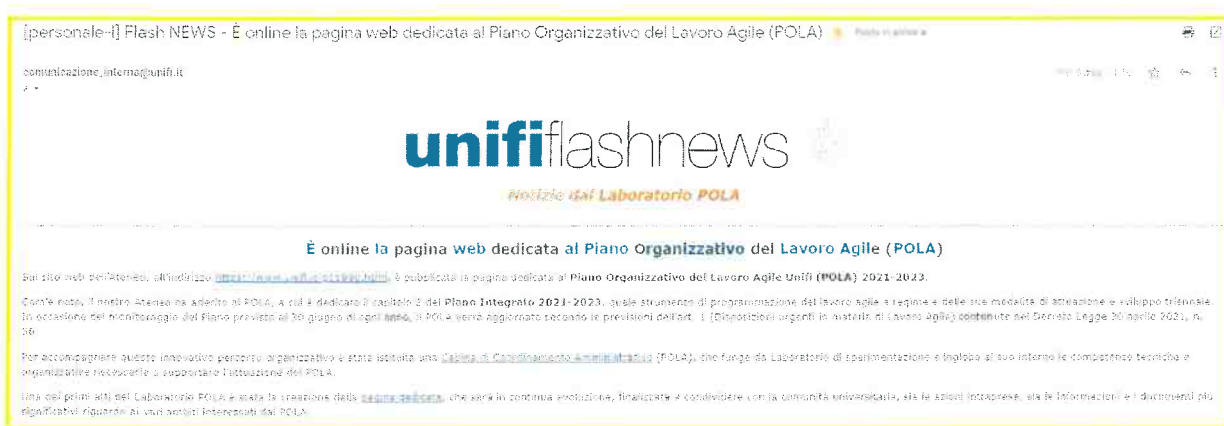 [personale-l] Flash NEWS - È online la pagina web dedicata al Piano Organizzativo del Lavoro Agile (POLA)
comunicazione_interna@unifi.it
unififlashnews
Notizie dal Laboratorio POLA
È online la pagina web dedicata al Piano Organizzativo del Lavoro Agile (POLA)
Sul sito web dell'Ateneo, all'indirizzo è pubblicata la pagina dedicata al Piano Organizzativo del Lavoro Agile Unifi (POLA) 2021-2023.
Com'è noto, il nostro Ateneo ha aderito al POLA, a cui è dedicato il capitolo 2 del Piano Integrato 2021-2023, quale strumento di programmazione del lavoro agile a regime e delle sue modalità di attuazione e sviluppo triennale.
In occasione del monitoraggio del Piano previsto al 30 giugno di ogni anno, il POLA verrà aggiornato secondo le previsioni dell'art. 1 (Disposizioni urgenti in materia di Lavoro Agile) contenute nel Decreto Legge 30 aprile 2021, n.
56.
Per accompagnare questo innovativo percorso organizzativo è stata istituita una Cabina di Coordinamento Amministrativo (POLA), che funge da Laboratorio di sperimentazione e ingloba al suo interno le competenze tecniche e
organizzative necessarie a supportare l'attuazione del POLA.
Uno dei primi atti del Laboratorio POLA è stata la creazione della pagina dedicata, che sarà in continua evoluzione, finalizzata a condividere con la comunità universitaria, sia le azioni intraprese, sia le informazioni e i documenti più
significativi riguardo ai vari ambiti interessati dal POLA.